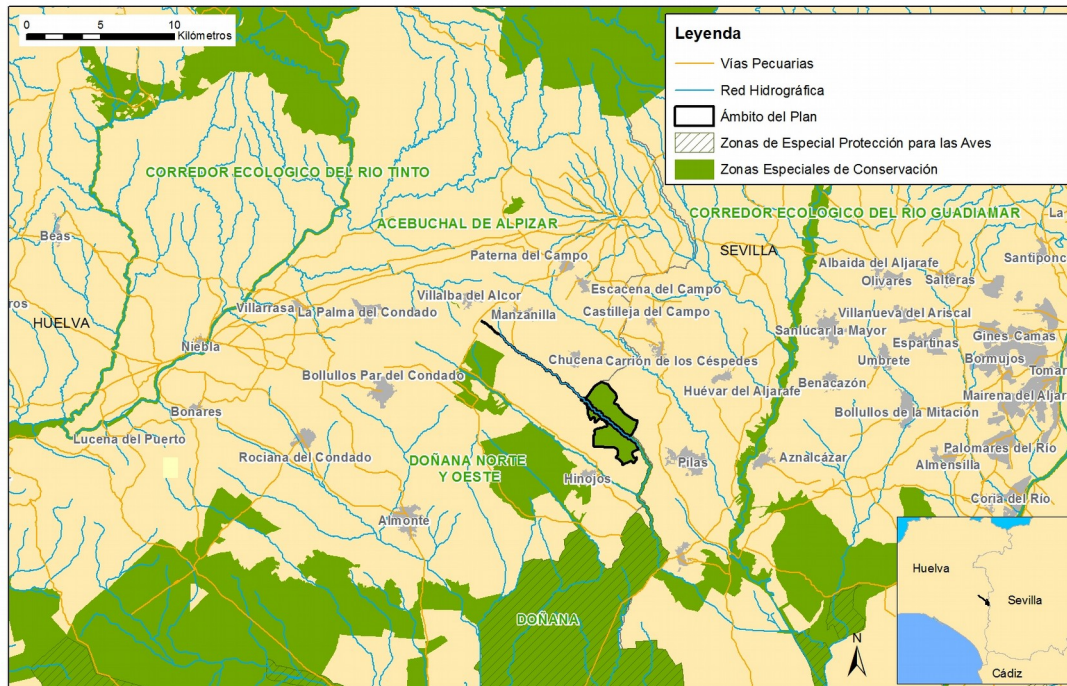 0 5 10
Kilómetros
Leyenda
Vías Pecuarias
Red Hidrográfica
Ámbito del Plan
Zonas de Especial Protección para las Aves
Zonas Especiales de Conservación
CORREDOR ECOLOGICO DEL RIO TINTO
ACEBUCHAL DE ALPIZAR
CORREDOR ECOLOGICO DEL RIO GUADIAMAR
La
Beas
SEVILLA
Paterna del Campo
Albaida del Aljarafe
Santiponc
Olivares
Salteras
Escacena del Campo
ros
Villalba del Alcor
Villarrasa
La Palma del Condado
Manzanilla
Castilleja del Campo
Villanueva del Ariscal
HUELVA
Sanlúcar la Mayor
Gines
Camas
Niebla
Espartinas
Chucena
Carrión de los Céspedes
Umbrete
Bormujos
Tomar
Bollullos Par del Condado
Huévar del Aljarafe
Benacazón
Mairena del Aljar
Bonares
Bollullos de la Mitación
Lucena del Puerto
Rociana del Condado
DOÑANA NORTE
Y OESTE
Pilas
Aznalcázar
Palomares del Río
Almensilla
Hinojos
Coria del Río
Almonte
DOÑANA
N
Huelva
Sevilla
Cádiz